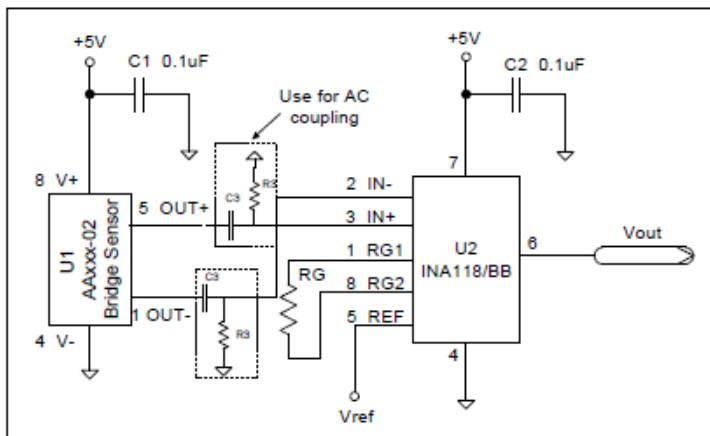 +5V
C1 0.1uF
+5V
C2 0.1uF
Use for AC
coupling
R3
C3
8 V+
5 OUT+
U1
AAxxx-02
Bridge Sensor
1 OUT-
4 V-
C3
R3
7
2 IN-
3 IN+
1 RG1
RG
8 RG2
5 REF
U2
INA118/BB
6
Vout
4
Vref